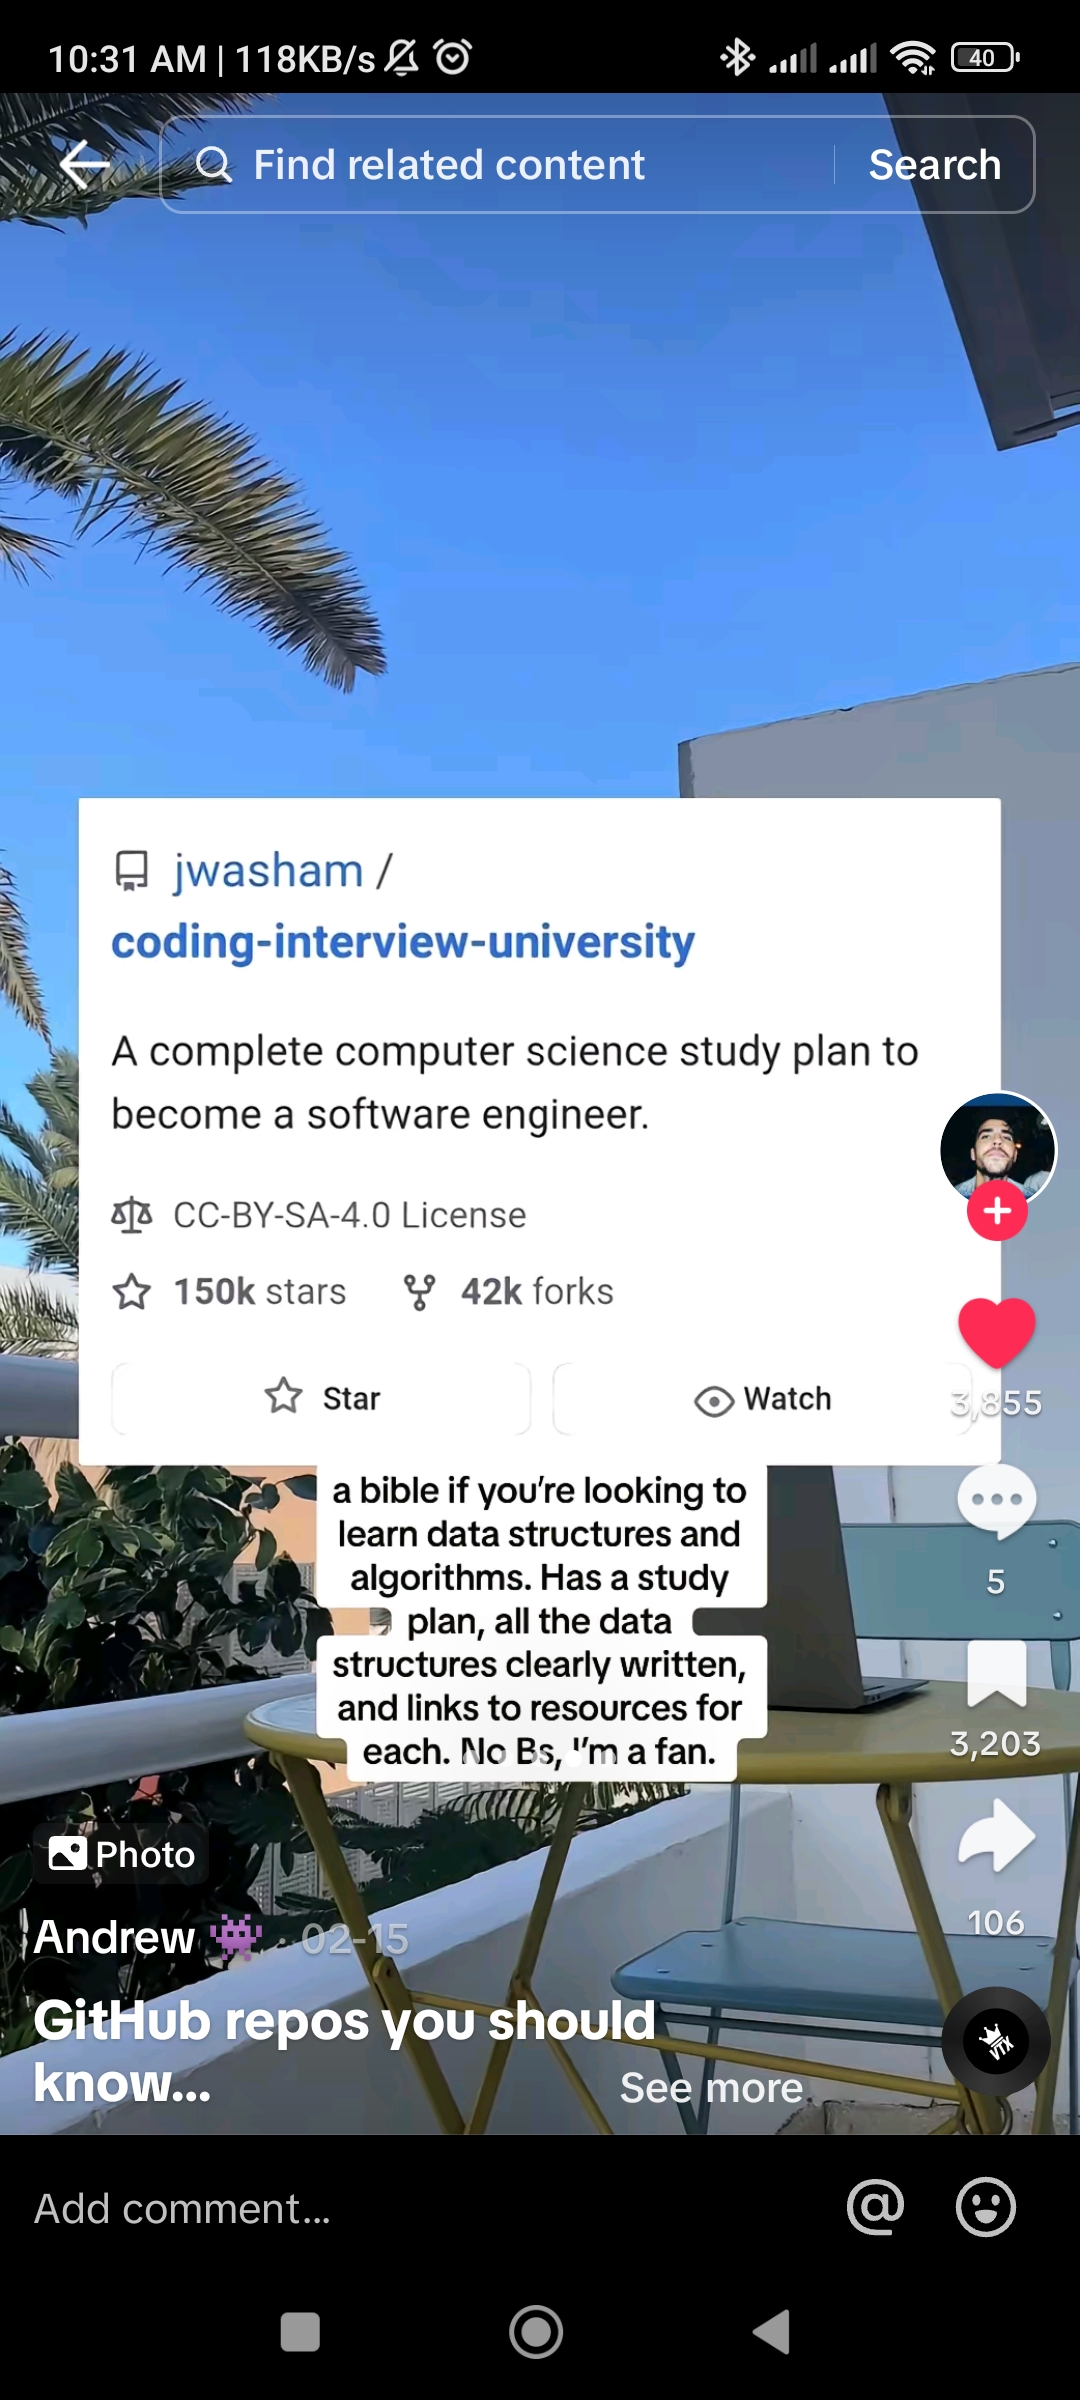 10:31 AM | 118KB/s
40
Find related content
Search
jwasham /
coding-interview-university
A complete computer science study plan to
become a software engineer.
CC-BY-SA-4.0 License
150k stars 42k forks
Star
Watch
3,855
a bible if you're looking to
learn data structures and
algorithms. Has a study
plan, all the data
structures clearly written,
and links to resources for
each. No Bs, I'm a fan.
5
3,203
106
Photo
Andrew 👾 · 02-15
GitHub repos you should
know...
See more
VTX
Add comment...
@